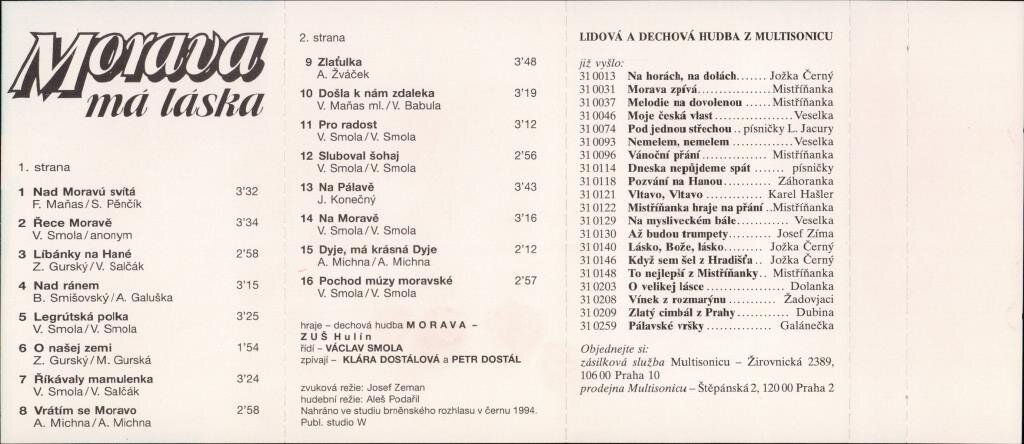 Morava
má láska
1. strana
1 Nad Moravú svítá 3'32
F. Maňas/S. Pěnčík
2 Řece Moravě 3'34
V. Smola/anonym
3 Líbánky na Hané 2'58
Z. Gurský/V. Salčák
4 Nad ránem 3'15
B. Smišovský/A. Galuška
5 Legrútská polka 3'25
V. Smola/V. Smola
6 O našej zemi 1'54
Z. Gurský/M. Gurská
7 Říkávaly mamulenka 3'24
V. Smola/V. Salčák
8 Vrátím se Moravo 2'58
A. Michna/A. Michna
2. strana
9 Zlaťulka 3'48
A. Žváček
10 Došla k nám zdaleka 3'19
V. Maňas ml./V. Babula
11 Pro radost 3'12
V. Smola/V. Smola
12 Sluboval šohaj 2'56
V. Smola/V. Smola
13 Na Pálavě 3'43
J. Konečný
14 Na Moravě 3'16
V. Smola/V. Smola
15 Dyje, má krásná Dyje 2'12
A. Michna/A. Michna
16 Pochod múzy moravské 2'57
V. Smola/V. Smola
hraje – dechová hudba MORAVA –
ZUŠ Hulín
řídí – VÁCLAV SMOLA
zpívají – KLÁRA DOSTÁLOVÁ a PETR DOSTÁL
zvuková režie: Josef Zeman
hudební režie: Aleš Podařil
Nahráno ve studiu brněnského rozhlasu v černu 1994.
Publ. studio W
LIDOVÁ A DECHOVÁ HUDBA Z MULTISONICU
již vyšlo:
31 0013 Na horách, na dolách....... Jožka Černý
31 0031 Morava zpívá............... Mistříňanka
31 0037 Melodie na dovolenou ...... Mistříňanka
31 0046 Moje česká vlast ............... Veselka
31 0074 Pod jednou střechou .. písničky L. Jacury
31 0093 Nemelem, nemelem .............. Veselka
31 0096 Vánoční přání............... Mistříňanka
31 0114 Dneska nepůjdeme spát ....... písničky
31 0118 Pozvání na Hanou........... Záhoranka
31 0121 Vltavo, Vltavo .............. Karel Hašler
31 0122 Mistříňanka hraje na přání ..Mistříňanka
31 0129 Na mysliveckém bále............. Veselka
31 0130 Až budou trumpety........... Josef Zíma
31 0140 Lásko, Bože, lásko......... Jožka Černý
31 0146 Když sem šel z Hradišťa.. Jožka Černý
31 0148 To nejlepší z Mistříňanky.. Mistříňanka
31 0203 O velikej lásce ................. Dolanka
31 0208 Vínek z rozmarýnu ........... Žadovjaci
31 0209 Zlatý cimbál z Prahy .......... Dubina
31 0259 Pálavské vršky ............... Galánečka
Objednejte si:
zásilková služba Multisonicu – Žirovnická 2389,
106 00 Praha 10
prodejna Multisonicu – Štěpánská 2, 120 00 Praha 2